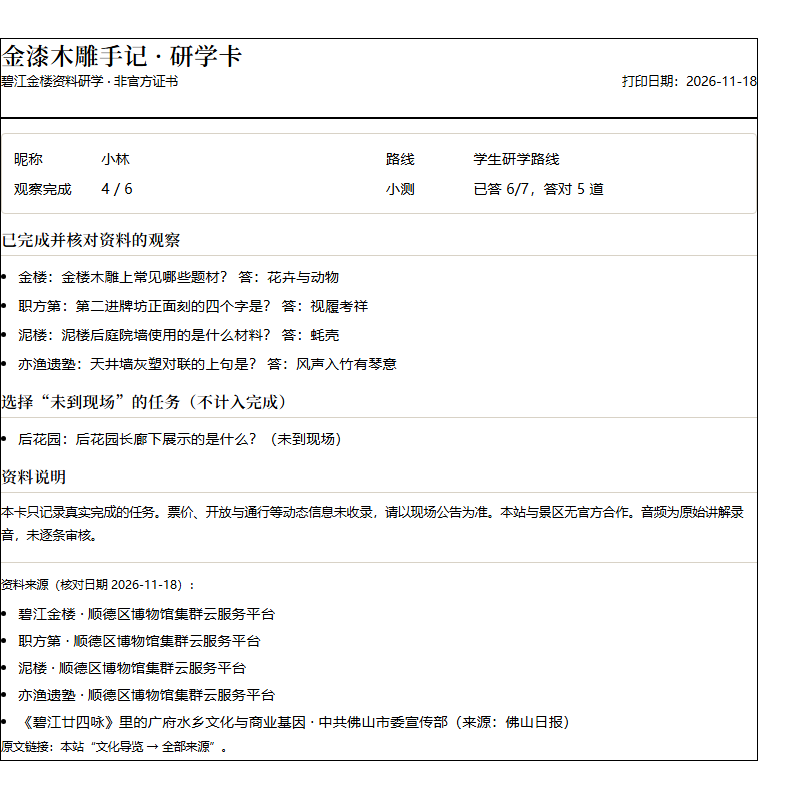 金漆木雕手记 · 研学卡
碧江金楼资料研学 · 非官方证书
打印日期：2026-11-18
昵称 小林 路线 学生研学路线
观察完成 4 / 6 小测 已答 6/7，答对 5 道
已完成并核对资料的观察
金楼：金楼木雕上常见哪些题材？ 答：花卉与动物
职方第：第二进牌坊正面刻的四个字是？ 答：视履考祥
泥楼：泥楼后庭院墙使用的是什么材料？ 答：蚝壳
亦渔遗塾：天井墙灰塑对联的上句是？ 答：风声入竹有琴意
选择“未到现场”的任务（不计入完成）
后花园：后花园长廊下展示的是什么？（未到现场）
资料说明
本卡只记录真实完成的任务。票价、开放与通行等动态信息未收录，请以现场公告为准。本站与景区无官方合作。音频为原始讲解录
音，未逐条审核。
资料来源（核对日期 2026-11-18）：
碧江金楼 · 顺德区博物馆集群云服务平台
职方第 · 顺德区博物馆集群云服务平台
泥楼 · 顺德区博物馆集群云服务平台
亦渔遗塾 · 顺德区博物馆集群云服务平台
《碧江廿四咏》里的广府水乡文化与商业基因 · 中共佛山市委宣传部（来源：佛山日报）
原文链接：本站“文化导览 → 全部来源”。